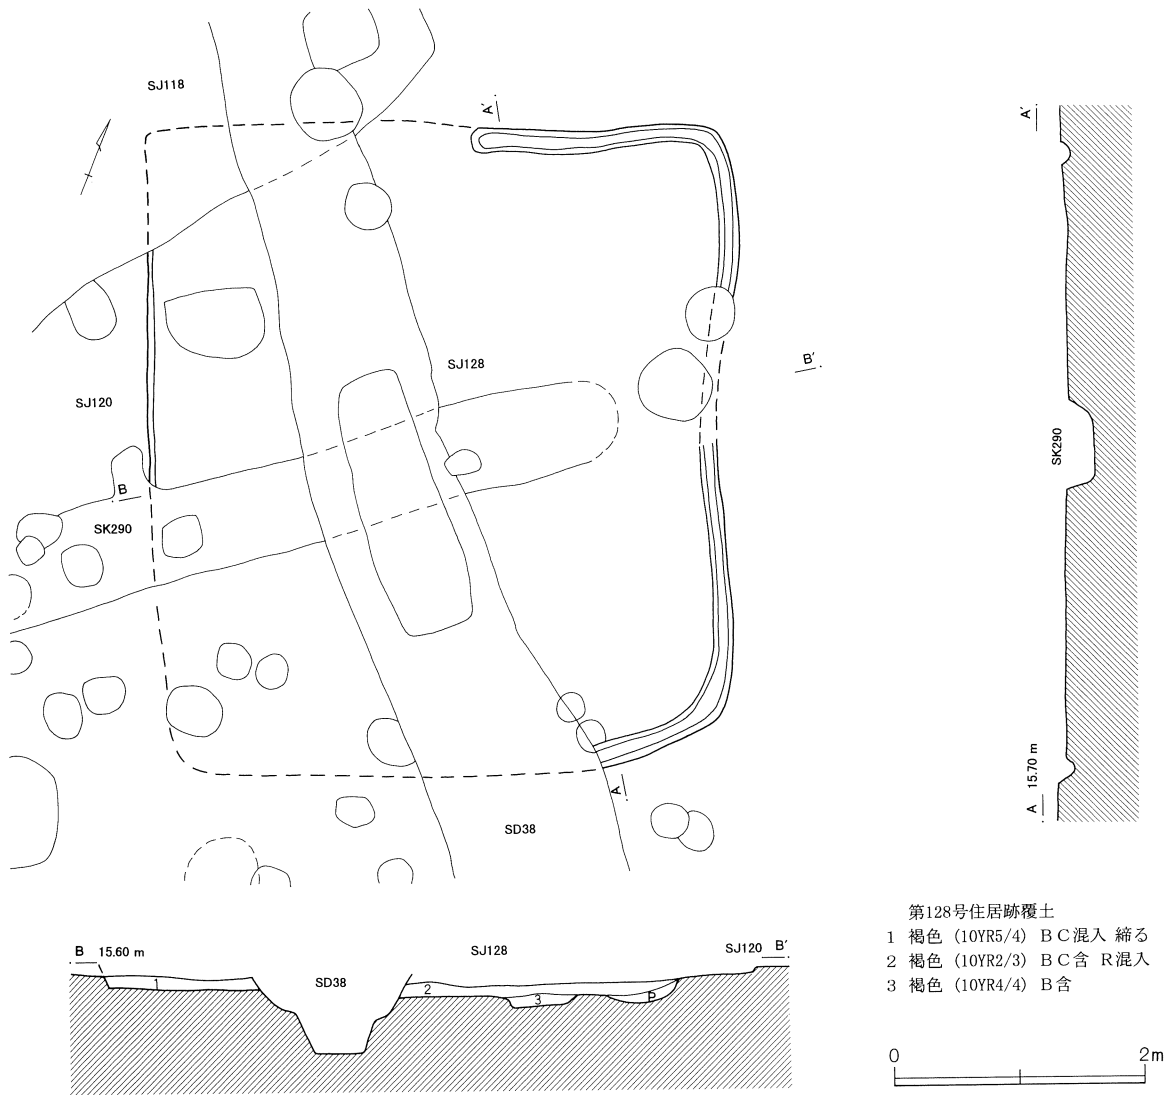 SJ118
A′
A′
SJ128
B′
SJ120
SK290
B
SK290
A 15.70 m
A
SD38
第128号住居跡覆土
1 褐色 (10YR5/4) BC混入 締る
2 褐色 (10YR2/3) BC含 R混入
3 褐色 (10YR4/4) B含
B 15.60 m
SJ128
SJ120
B′
SD38
1
2
3
P
0
2m